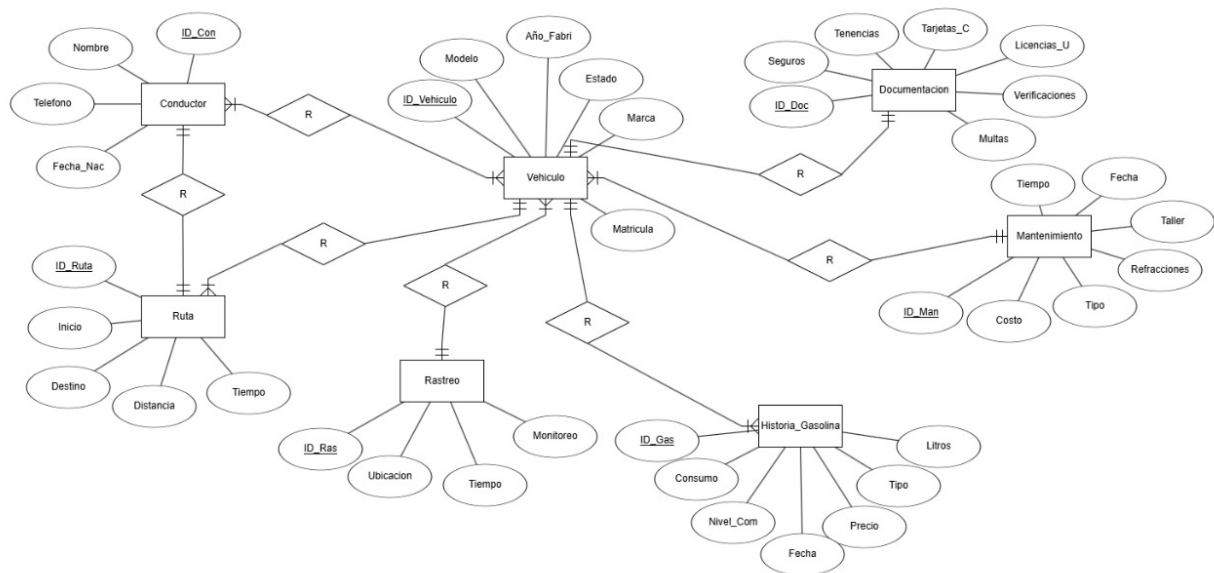 ID_Con
Nombre
Telefono
Fecha_Nac
Conductor
R
R
Año_Fabri
Modelo
Estado
ID_Vehiculo
Marca
Vehiculo
Matricula
Tarjetas_C
Tenencias
Licencias_U
Seguros
Documentacion
ID_Doc
Verificaciones
Multas
R
Tiempo
Fecha
Taller
Mantenimiento
Refracciones
ID_Man
Costo
Tipo
R
R
ID_Ruta
Inicio
Ruta
Destino
Distancia
Tiempo
R
Rastreo
ID_Ras
Ubicacion
Tiempo
Monitoreo
R
Historia_Gasolina
ID_Gas
Litros
Consumo
Tipo
Nivel_Com
Precio
Fecha